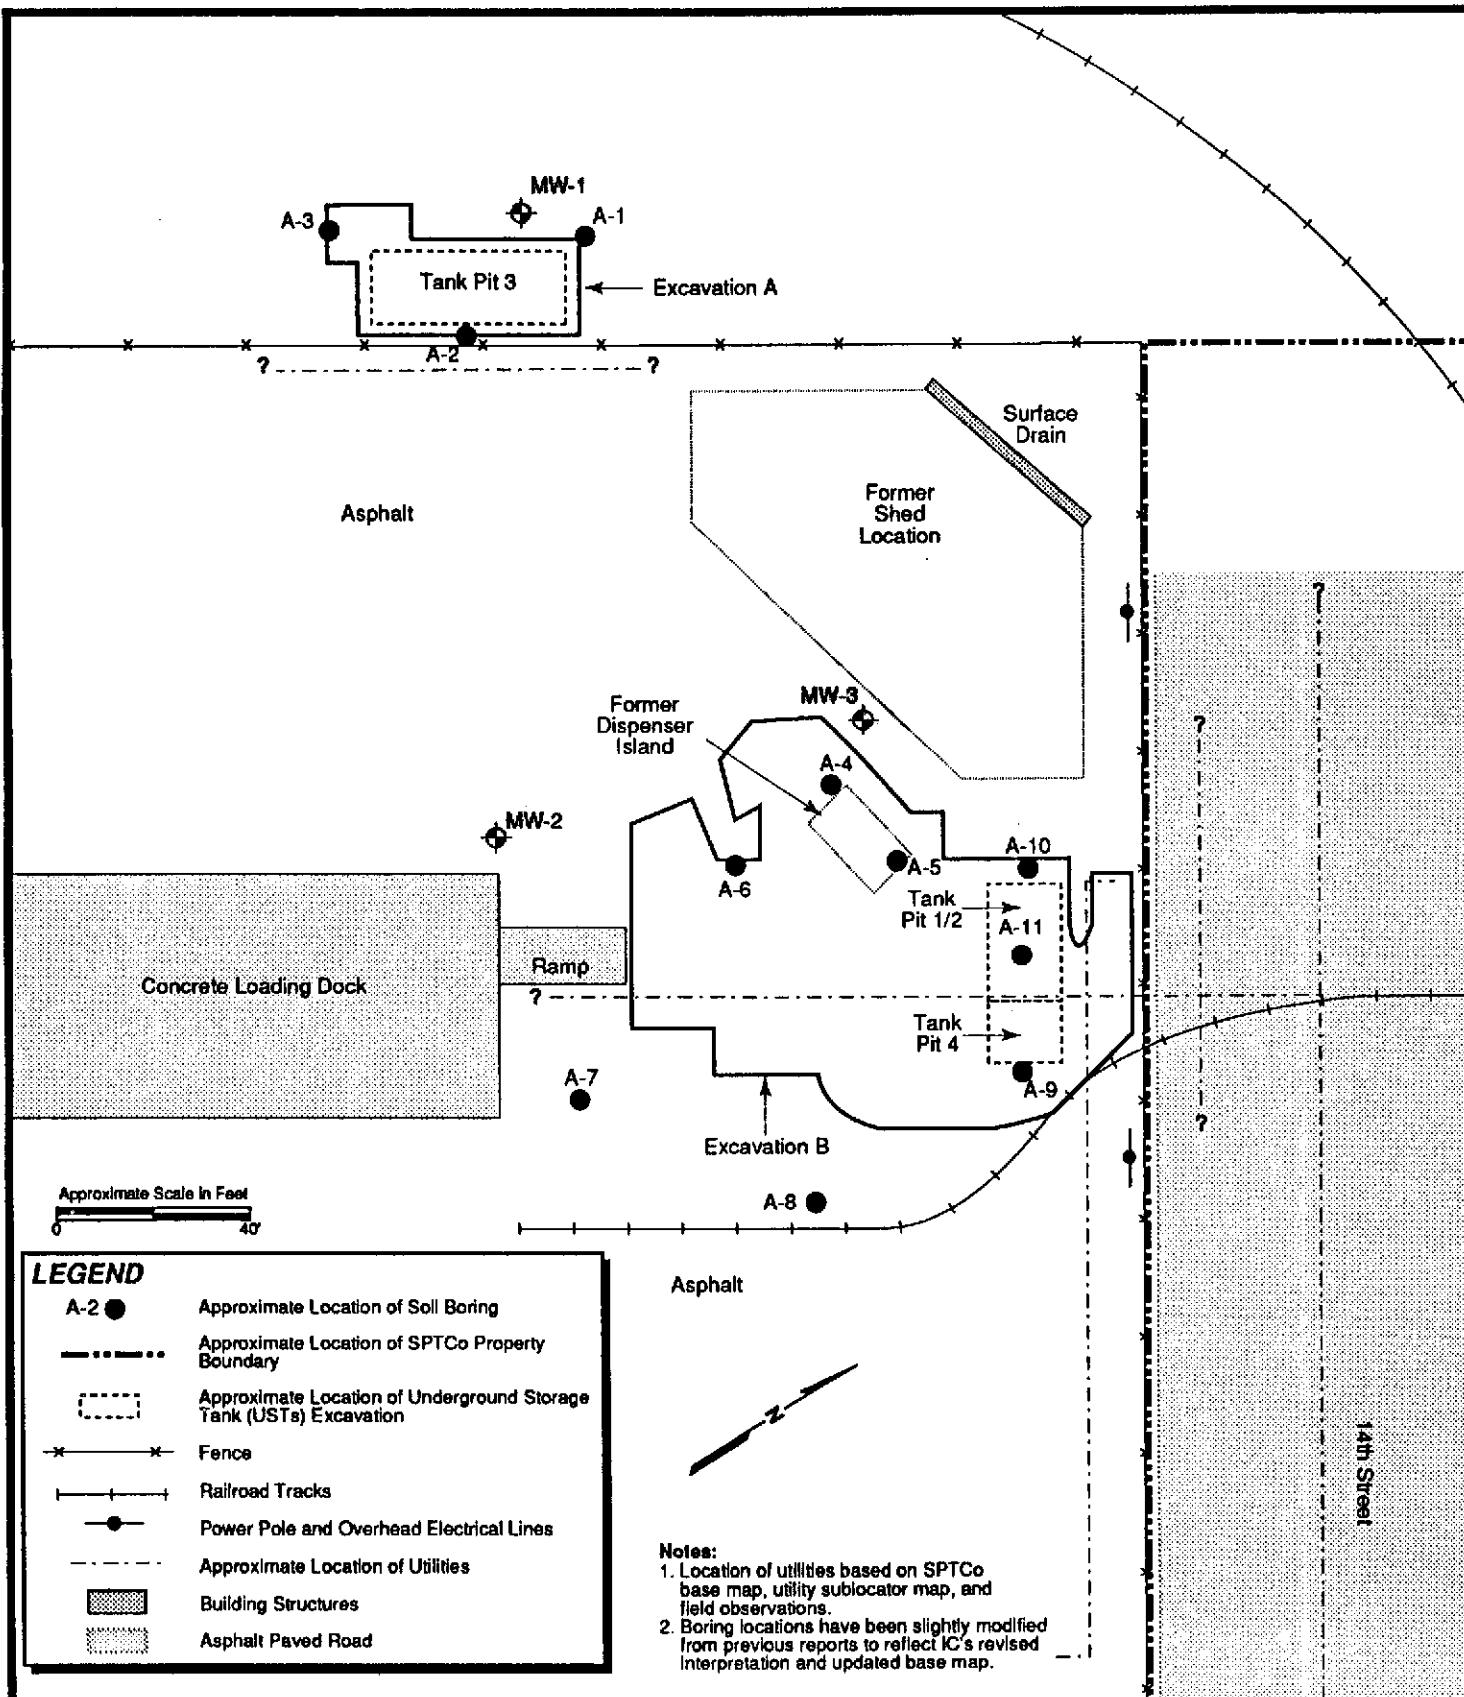 MW-1
A-3
A-1
Tank Pit 3
Excavation A
A-2
?
?
Surface
Drain
Former
Shed
Location
Asphalt
?
?
MW-3
Former
Dispenser
Island
A-4
MW-2
A-10
A-5
A-6
Tank
Pit 1/2
A-11
Ramp
Concrete Loading Dock
?
Tank
Pit 4
A-7
A-9
?
Excavation B
A-8
Approximate Scale in Feet
0 40'
Asphalt
LEGEND
A-2 Approximate Location of Soil Boring
Approximate Location of SPTCo Property
Boundary
Approximate Location of Underground Storage
Tank (USTs) Excavation
Fence
Railroad Tracks
Power Pole and Overhead Electrical Lines
Approximate Location of Utilities
Building Structures
Asphalt Paved Road
N
14th Street
Notes:
1. Location of utilities based on SPTCo
base map, utility sublocator map, and
field observations.
2. Boring locations have been slightly modified
from previous reports to reflect IC's revised
interpretation and updated base map.